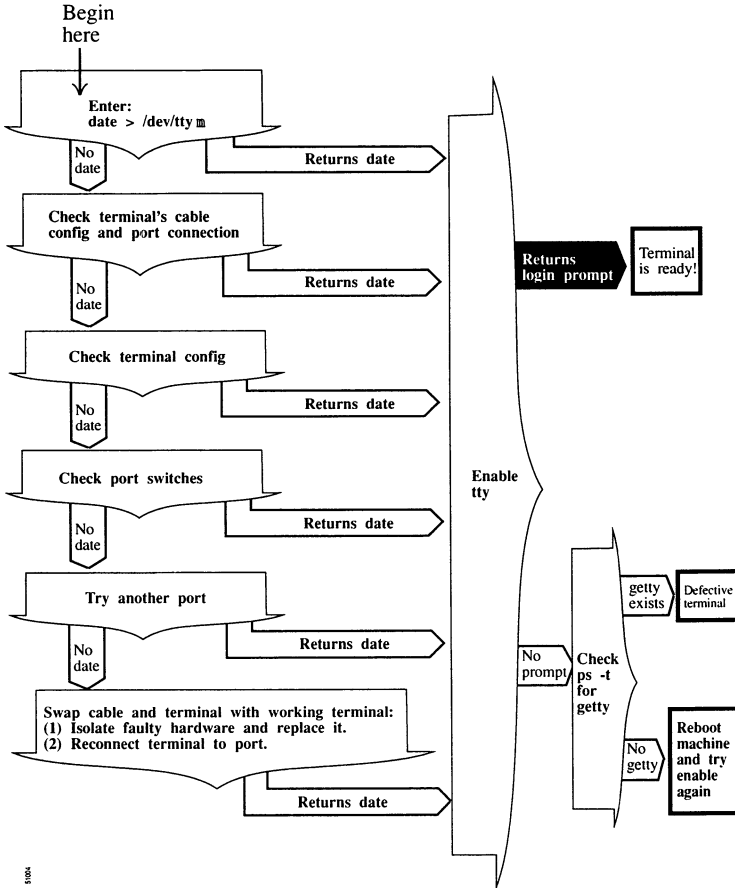 Begin
here
Enter:
date > /dev/tty m
No
date
Returns date
Check terminal's cable
config and port connection
No
date
Returns date
Check terminal config
No
date
Returns date
Check port switches
No
date
Returns date
Try another port
No
date
Returns date
Swap cable and terminal with working terminal:
(1) Isolate faulty hardware and replace it.
(2) Reconnect terminal to port.
Returns date
Enable
tty
Returns
login prompt
Terminal
is ready!
No
prompt
Check
ps -t
for
getty
getty
exists
Defective
terminal
No
getty
Reboot
machine
and try
enable
again
51004